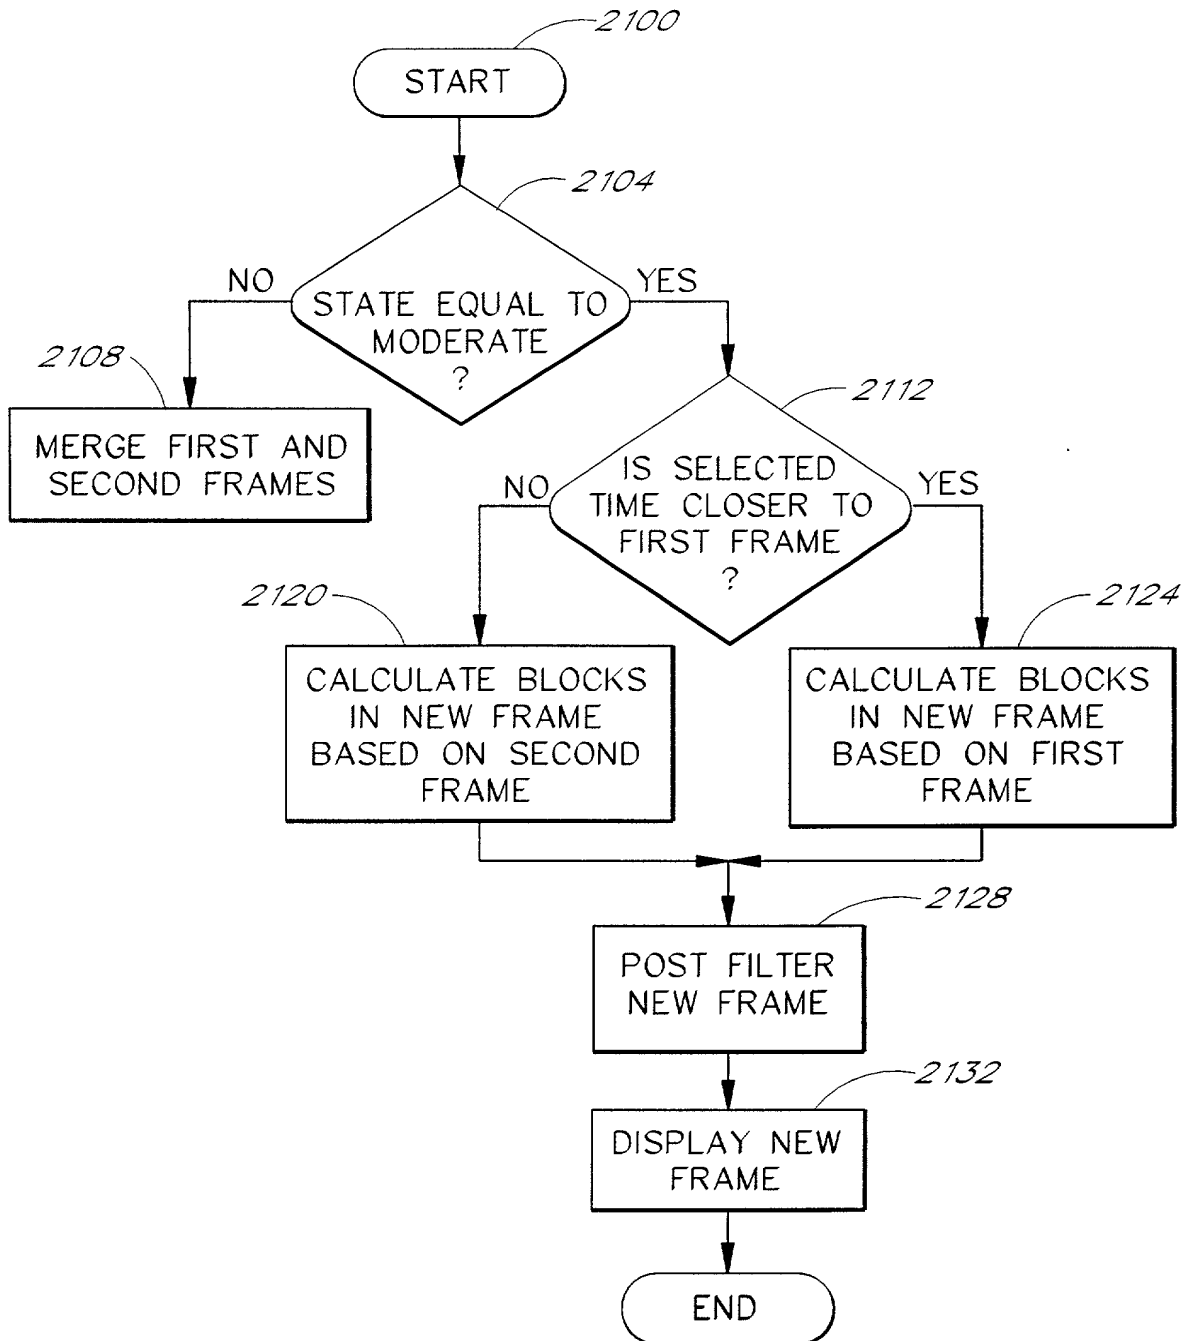 2100
START
2104
NO
YES
STATE EQUAL TO
MODERATE
?
2108
MERGE FIRST AND
SECOND FRAMES
2112
IS SELECTED
TIME CLOSER TO
FIRST FRAME
?
NO
YES
2120
CALCULATE BLOCKS
IN NEW FRAME
BASED ON SECOND
FRAME
2124
CALCULATE BLOCKS
IN NEW FRAME
BASED ON FIRST
FRAME
2128
POST FILTER
NEW FRAME
2132
DISPLAY NEW
FRAME
END